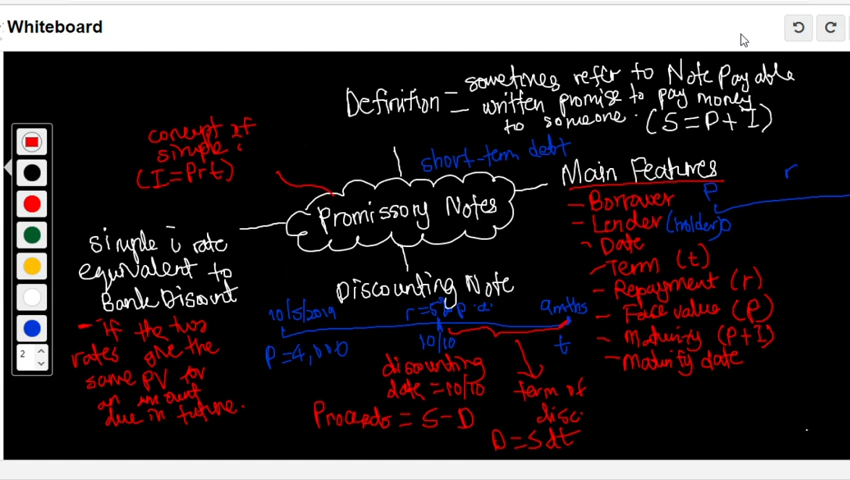 Whiteboard
Definition = sometimes refer to Note Payable
= written promise to pay money
to someone. (S = P + I)
concept of
simple i
(I = Prt)
short-term debt
Promissory Notes
Main Features
P
r
- Borrower
- Lender (holder)
- Date
- Term (t)
- Repayment (r)
- Face value (P)
- Maturity (P+I)
- Maturity date
simple i rate
equivalent to
Bank Discount
- if the two
rates give the
same PV for
an amount
due in future.
Discounting Note
10/5/2019
r = 5% p.a.
9mths
P = 4,000
10/10
t
discounting
date = 10/10
term of
disc.
Proceeds = S - D
D = Sdt
2